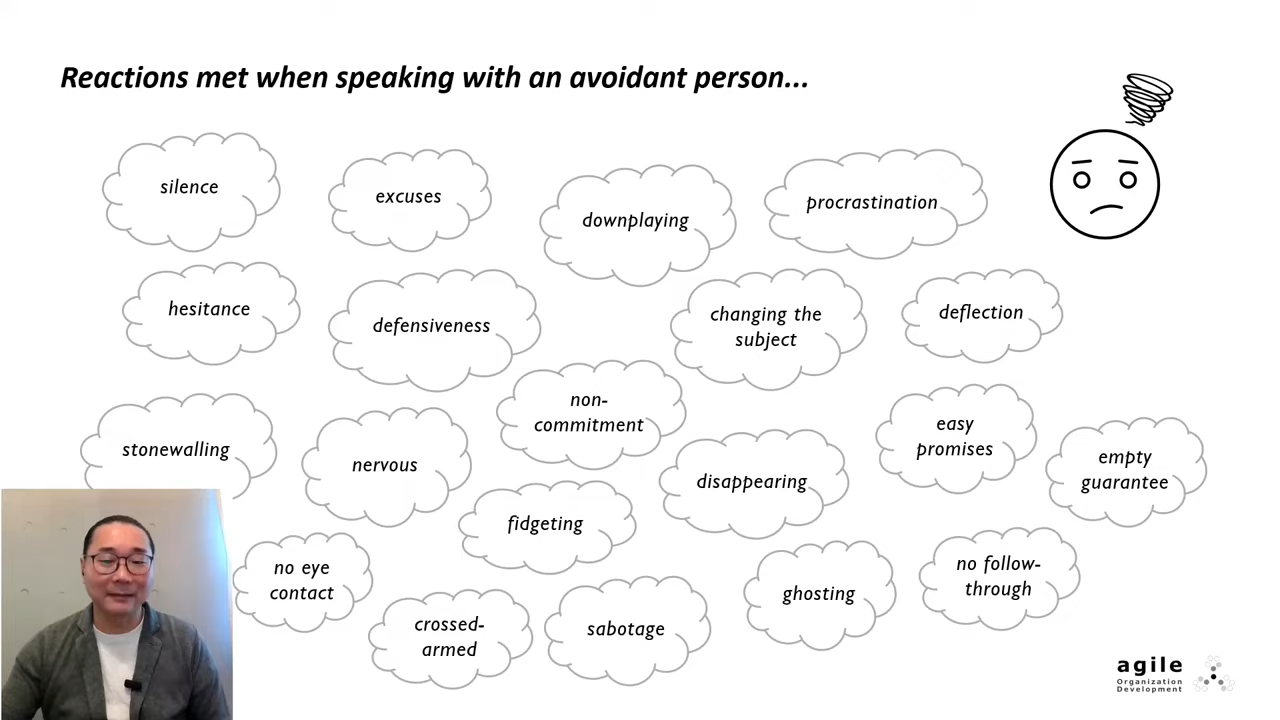 Reactions met when speaking with an avoidant person...
silence
excuses
downplaying
procrastination
hesitance
defensiveness
changing the
subject
deflection
non-
commitment
stonewalling
nervous
disappearing
easy
promises
empty
guarantee
fidgeting
no eye
contact
crossed-
armed
sabotage
ghosting
no follow-
through
agile
Organization
Development